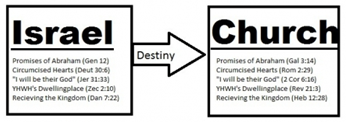 Israel
Promises of Abraham (Gen 12)
Circumcised Hearts (Deut 30:6)
"I will be their God" (Jer 31:33)
YHWH's Dwellingplace (Zec 2:10)
Recieving the Kingdom (Dan 7:22)
Destiny
Church
Promises of Abraham (Gal 3:14)
Circumcised Hearts (Rom 2:29)
"I will be their God" (2 Cor 6:16)
YHWH's Dwellingplace (Rev 21:3)
Recieving the Kingdom (Heb 12:28)